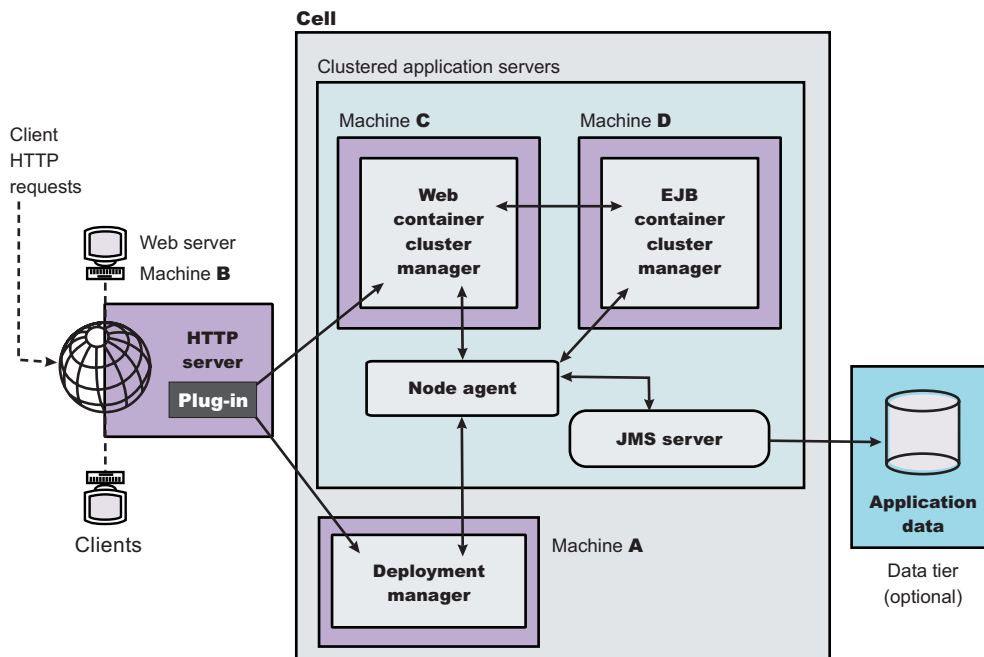 Cell
Clustered application servers
Machine C
Machine D
Client
HTTP
requests
Web
container
cluster
manager
EJB
container
cluster
manager
Web server
Machine B
HTTP
server
Plug-in
Node agent
JMS server
Clients
Application
data
Data tier
(optional)
Machine A
Deployment
manager